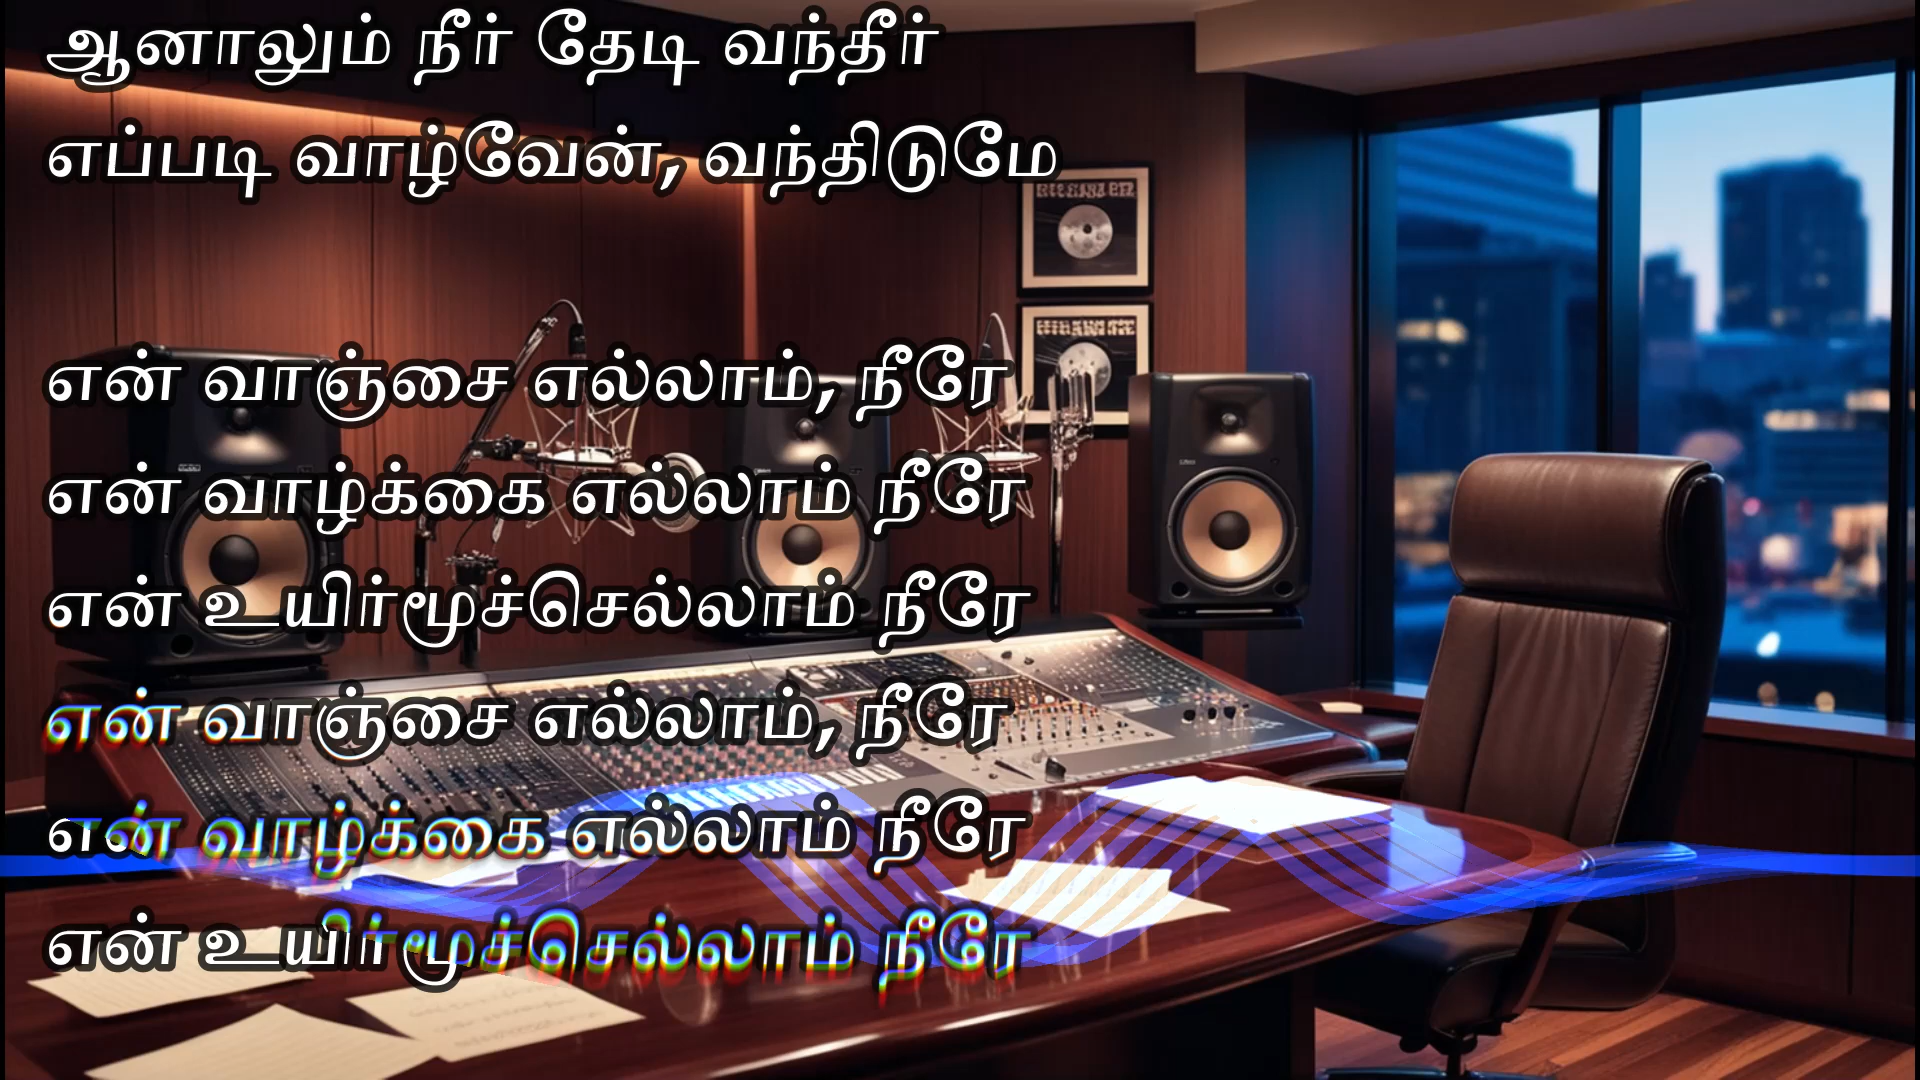 ஆனாலும் நீர் தேடி வந்தீர்
எப்படி வாழ்வேன், வந்திடுமே
என் வாஞ்சை எல்லாம், நீரே
என் வாழ்க்கை எல்லாம் நீரே
என் உயிர்மூச்செல்லாம் நீரே
என் வாஞ்சை எல்லாம், நீரே
என் வாழ்க்கை எல்லாம் நீரே
என் உயிர்மூச்செல்லாம் நீரே